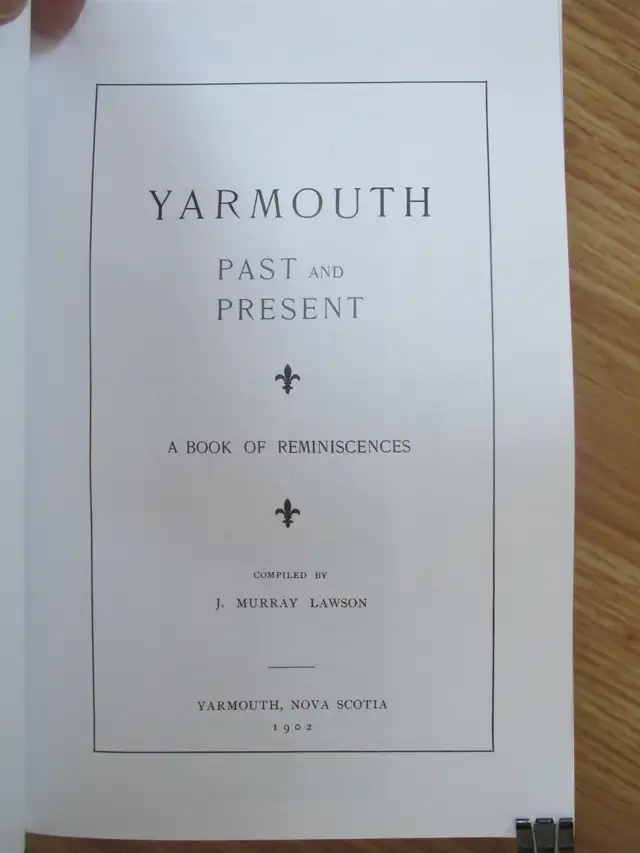 YARMOUTH
PAST AND
PRESENT
A BOOK OF REMINISCENCES
COMPILED BY
J. MURRAY LAWSON
YARMOUTH, NOVA SCOTIA
1902